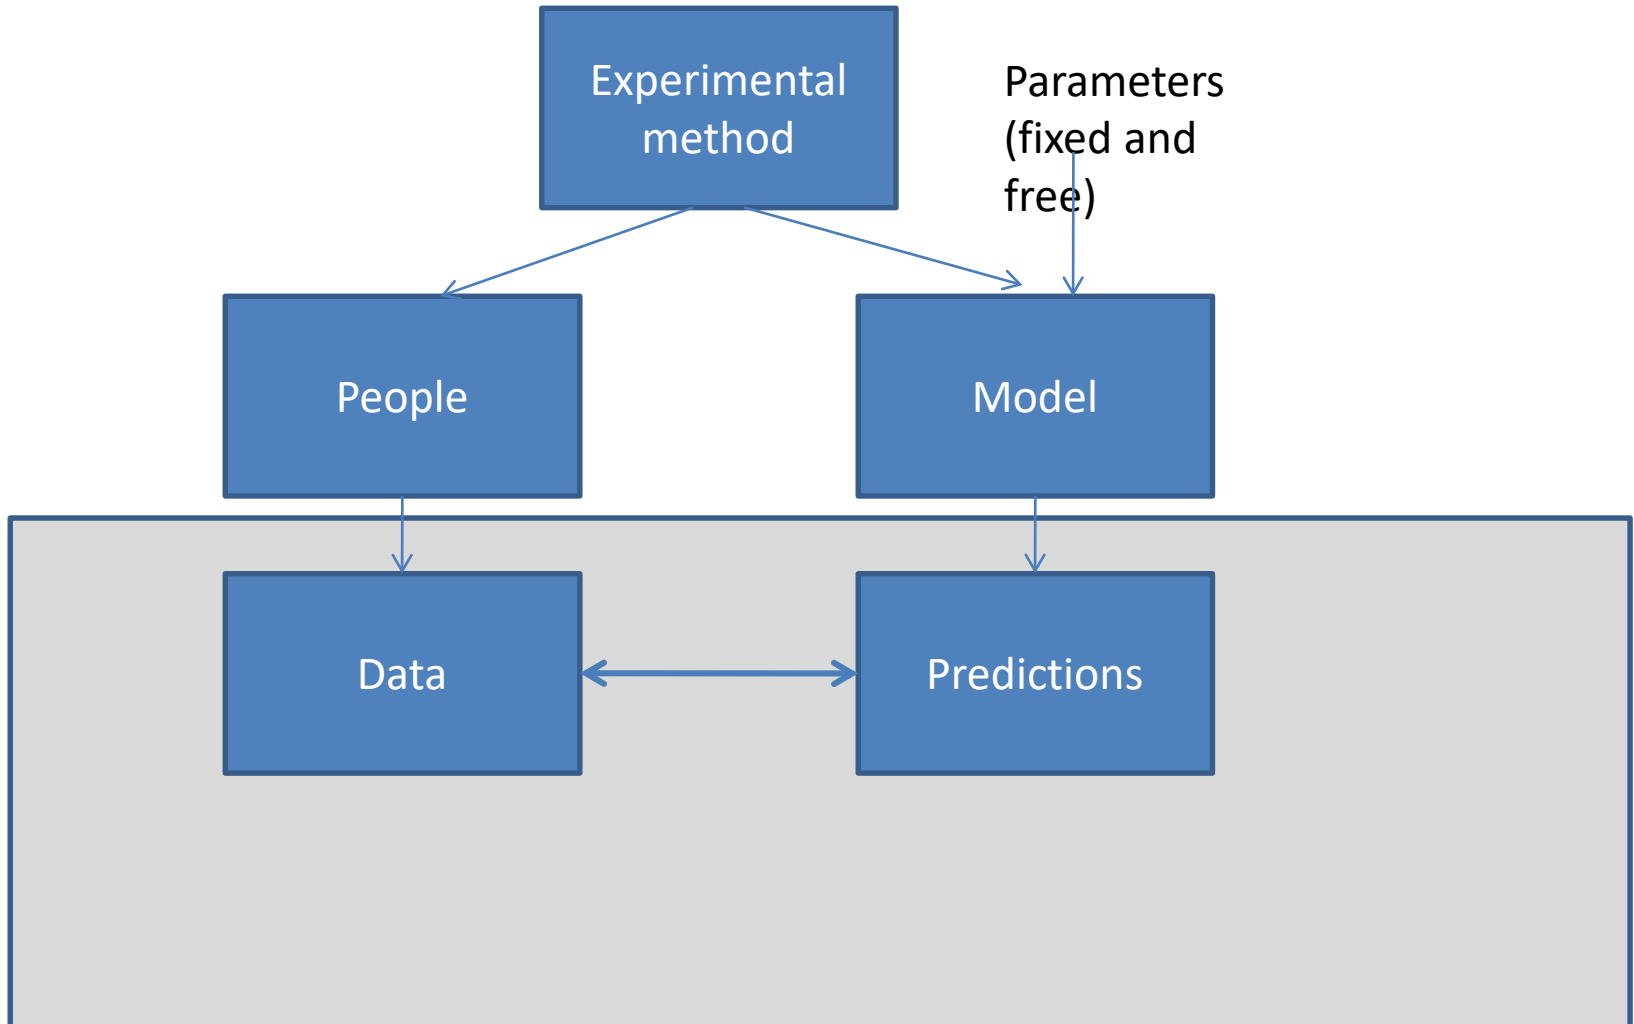 Experimental
method
Parameters
(fixed and
free)
People
Model
Data
Predictions